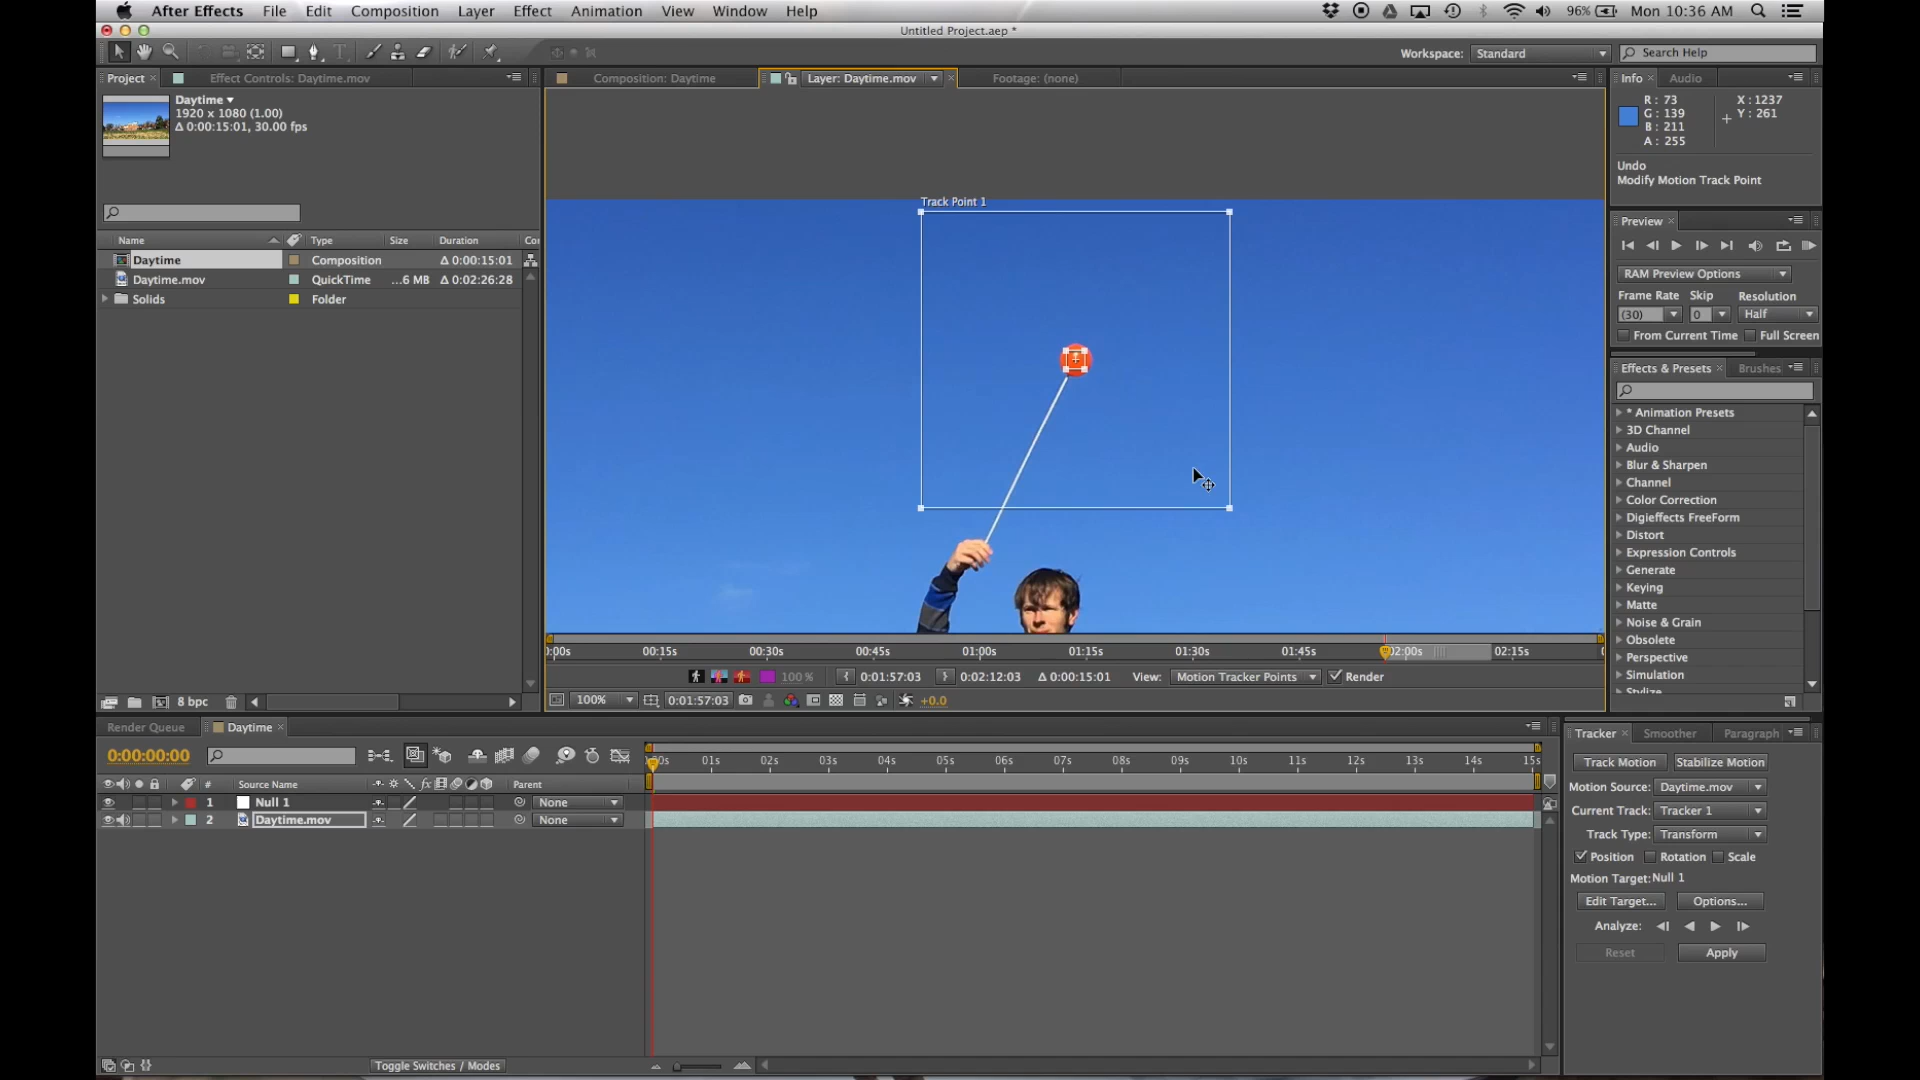 After Effects File Edit Composition Layer Effect Animation View Window Help 96% Mon 10:36 AM
Untitled Project.aep *
Workspace: Standard Search Help
Project Effect Controls: Daytime.mov Composition: Daytime Layer: Daytime.mov Footage: (none) Info Audio
Daytime
1920 x 1080 (1.00)
Δ 0:00:15:01, 30.00 fps
R : 73 X : 1237
G : 139 Y : 261
B : 211
A : 255
Undo
Modify Motion Track Point
Track Point 1
Name Type Size Duration Co
Daytime Composition Δ 0:00:15:01
Daytime.mov QuickTime ...6 MB Δ 0:02:26:28
Solids Folder
Preview
RAM Preview Options
Frame Rate Skip Resolution
(30) 0 Half
From Current Time Full Screen
Effects & Presets Brushes
* Animation Presets
3D Channel
Audio
Blur & Sharpen
Channel
Color Correction
Digieffects FreeForm
Distort
Expression Controls
Generate
Keying
Matte
Noise & Grain
Obsolete
Perspective
Simulation
Stylize
:00s 00:15s 00:30s 00:45s 01:00s 01:15s 01:30s 01:45s 02:00s 02:15s
100 % 0:01:57:03 0:02:12:03 Δ 0:00:15:01 View: Motion Tracker Points Render
8 bpc 100% 0:01:57:03 +0.0
Render Queue Daytime
0:00:00:00
00s 01s 02s 03s 04s 05s 06s 07s 08s 09s 10s 11s 12s 13s 14s 15s
# Source Name fx Parent
1 Null 1 None
2 Daytime.mov None
Toggle Switches / Modes
Tracker Smoother Paragraph
Track Motion Stabilize Motion
Motion Source: Daytime.mov
Current Track: Tracker 1
Track Type: Transform
Position Rotation Scale
Motion Target: Null 1
Edit Target... Options...
Analyze:
Reset Apply